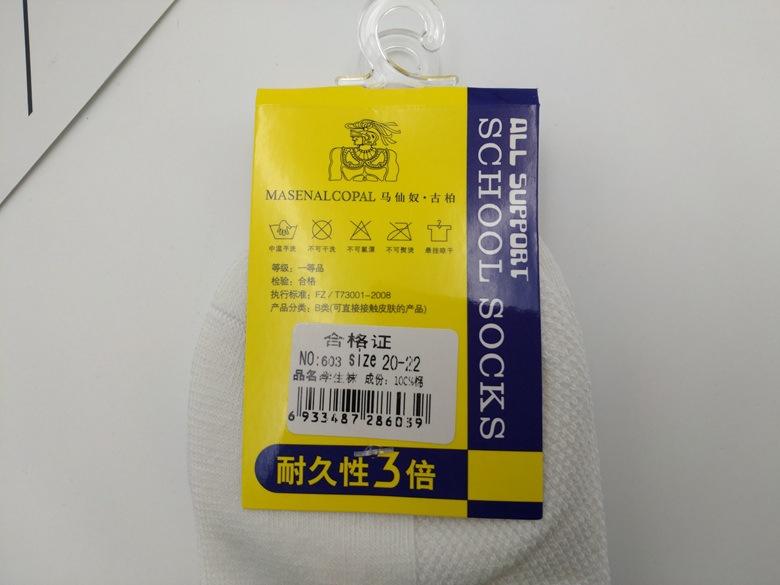 MASENALCOPAL 马仙奴·古柏
中温手洗 不可干洗 不可氯漂 不可熨烫 悬挂晾干
等级：一等品
检验：合格
执行标准：FZ/T73001-2008
产品分类：B类(可直接接触皮肤的产品)
合格证
NO:603 size 20-22
品名学生袜 成份：100%棉
6 933487 286039
耐久性3倍
ALL SUPPORT
SCHOOL SOCKS